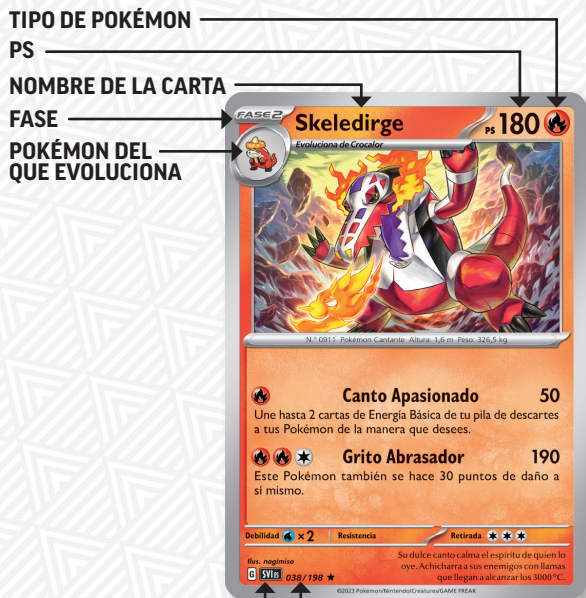 TIPO DE POKÉMON
PS
NOMBRE DE LA CARTA
FASE
POKÉMON DEL
QUE EVOLUCIONA
FASE 2
Skeledirge
PS 180
Evoluciona de Crocalor
N.º 0911 Pokémon Cantante Altura: 1,6 m Peso: 326,5 kg
Canto Apasionado 50
Une hasta 2 cartas de Energía Básica de tu pila de descartes
a tus Pokémon de la manera que desees.
Grito Abrasador 190
Este Pokémon también se hace 30 puntos de daño a
sí mismo.
Debilidad ×2 Resistencia Retirada
Ilus. nagimiso
G SVI ES 038/198 ★
Su dulce canto calma el espíritu de quien lo
oye. Achicharra a sus enemigos con llamas
que llegan a alcanzar los 3000 °C.
©2023 Pokémon/Nintendo/Creatures/GAME FREAK